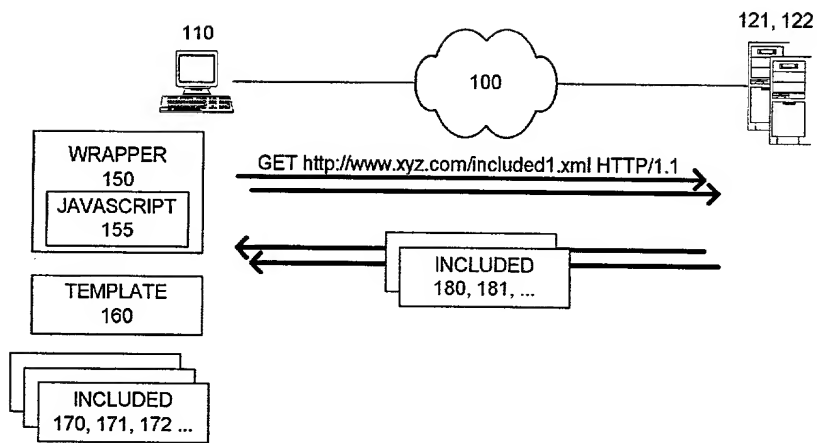 110
121, 122
100
WRAPPER
150
JAVASCRIPT
155
GET http://www.xyz.com/included1.xml HTTP/1.1
INCLUDED
180, 181, ...
TEMPLATE
160
INCLUDED
170, 171, 172 ...